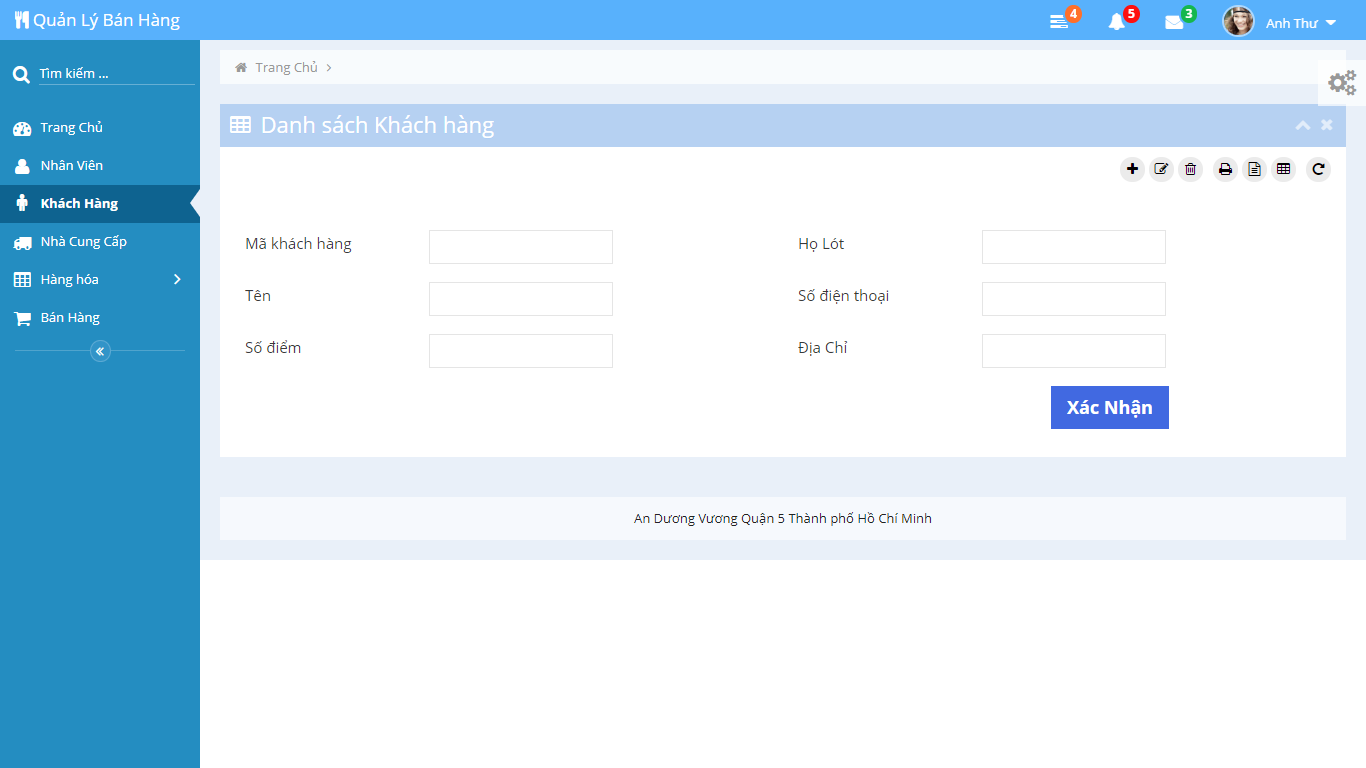 Quản Lý Bán Hàng
4
5
3
Anh Thư
Tìm kiếm ...
Trang Chủ
Nhân Viên
Khách Hàng
Nhà Cung Cấp
Hàng hóa
Bán Hàng
Trang Chủ
Danh sách Khách hàng
Mã khách hàng
Họ Lót
Tên
Số điện thoại
Số điểm
Địa Chỉ
Xác Nhận
An Dương Vương Quận 5 Thành phố Hồ Chí Minh